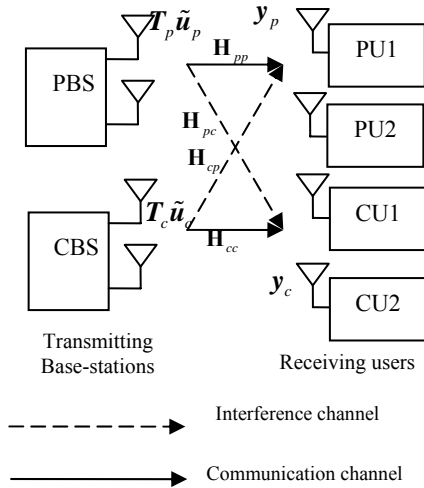 T_p ũ_p
y_p
PBS
H_pp
PU1
PU2
H_pc
H_cp
CBS
T_c ũ_c
H_cc
CU1
y_c
CU2
Transmitting
Base-stations
Receiving users
Interference channel
Communication channel